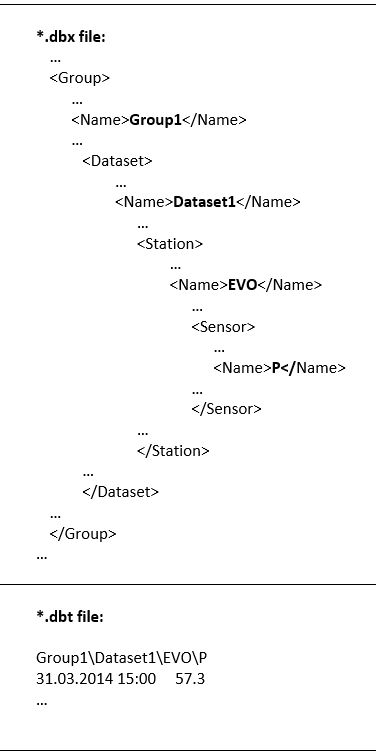 *.dbx file:
...
<Group>
...
<Name>Group1</Name>
...
<Dataset>
...
<Name>Dataset1</Name>
...
<Station>
...
<Name>EVO</Name>
...
<Sensor>
...
<Name>P</Name>
...
</Sensor>
...
</Station>
...
</Dataset>
...
</Group>
...
*.dbt file:
Group1\Dataset1\EVO\P
31.03.2014 15:00 57.3
...